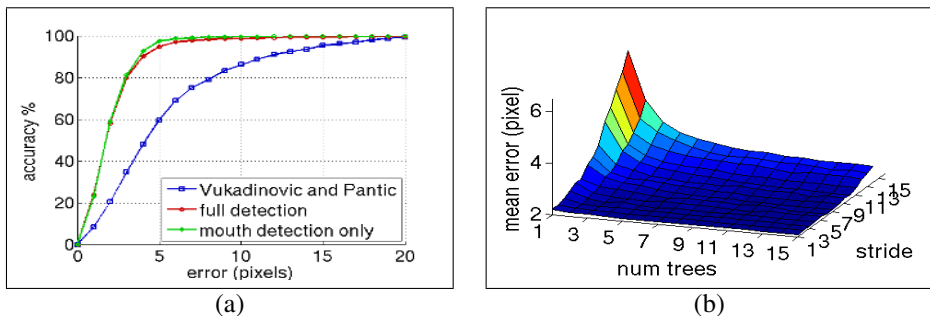 100
80
60
40
20
0
accuracy %
Vukadinovic and Pantic
full detection
mouth detection only
0 5 10 15 20
error (pixels)
(a)
6
4
2
mean error (pixel)
1 3 5 7 9 11 13 15
num trees
1 3 5 7 9 11 13 15
stride
(b)